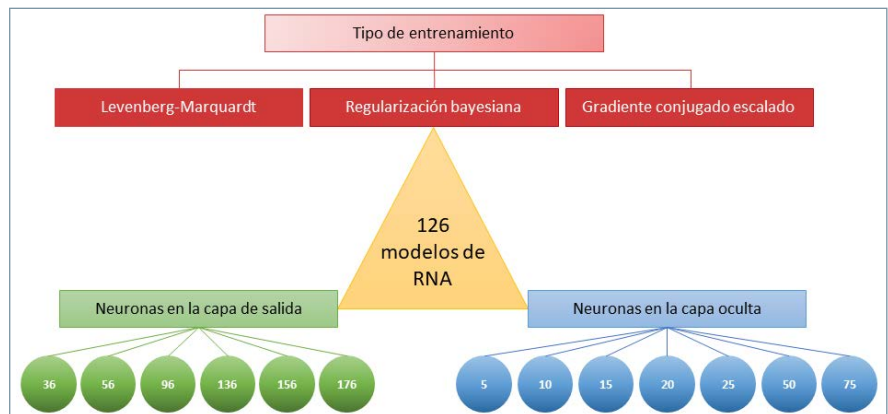 Tipo de entrenamiento
Levenberg-Marquardt
Regularización bayesiana
Gradiente conjugado escalado
126
modelos de
RNA
Neuronas en la capa de salida
Neuronas en la capa oculta
36
56
96
136
156
176
5
10
15
20
25
50
75